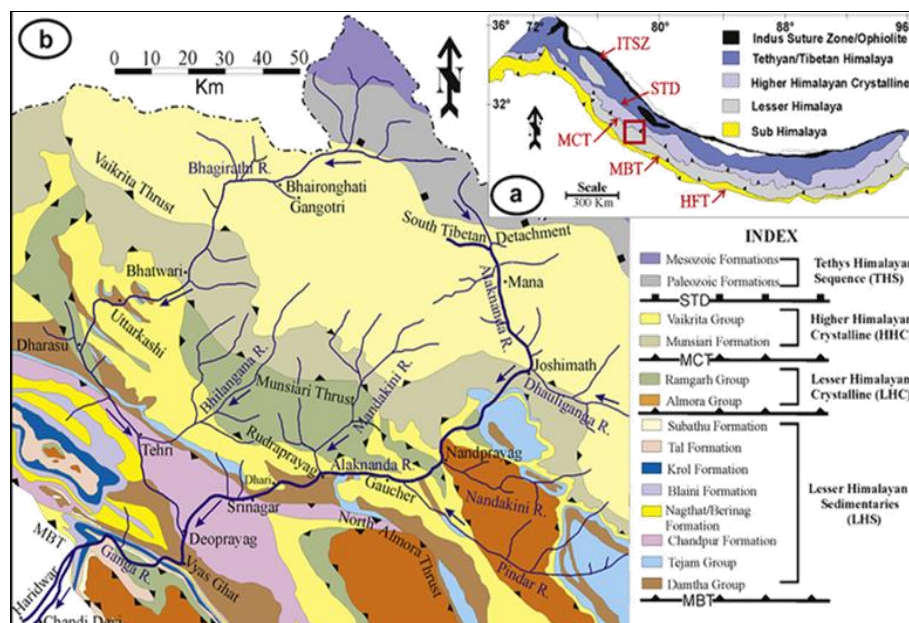 b
0 10 20 30 40 50
Km
N
Vaikrita Thrust
Bhagirathi R.
Bhaironghati
Gangotri
South Tibetan
Detachment
Mana
Alaknanda R.
Bhatwari
Uttarkashi
Dharasu
Joshimath
Dhauliganga R.
Bhilangana R.
Munsiari Thrust
Mandakini R.
Tehri
Rudraprayag
Dhari
Srinagar
Alaknanda R.
Gaucher
Nandprayag
Nandakini R.
North Almora
Thrust
Pindar R.
Deoprayag
Vyas Ghat
MBT
Ganga R.
Haridwar
Chandi Devi
36°
32°
80°
88°
96°
ITSZ
STD
MCT
MBT
HFT
N
a
Scale
300 Km
Indus Suture Zone/Ophiolite
Tethyan/Tibetan Himalaya
Higher Himalayan Crystalline
Lesser Himalaya
Sub Himalaya
INDEX
Mesozoic Formations
Paleozoic Formations
Tethys Himalayan
Sequence (THS)
STD
Vaikrita Group
Munsiari Formation
Higher Himalayan
Crystalline (HHC)
MCT
Ramgarh Group
Almora Group
Lesser Himalayan
Crystalline (LHC)
Subathu Formation
Tal Formation
Krol Formation
Blaini Formation
Nagthat/Berinag
Formation
Chandpur Formation
Tejam Group
Damtha Group
Lesser Himalayan
Sedimentaries
(LHS)
MBT